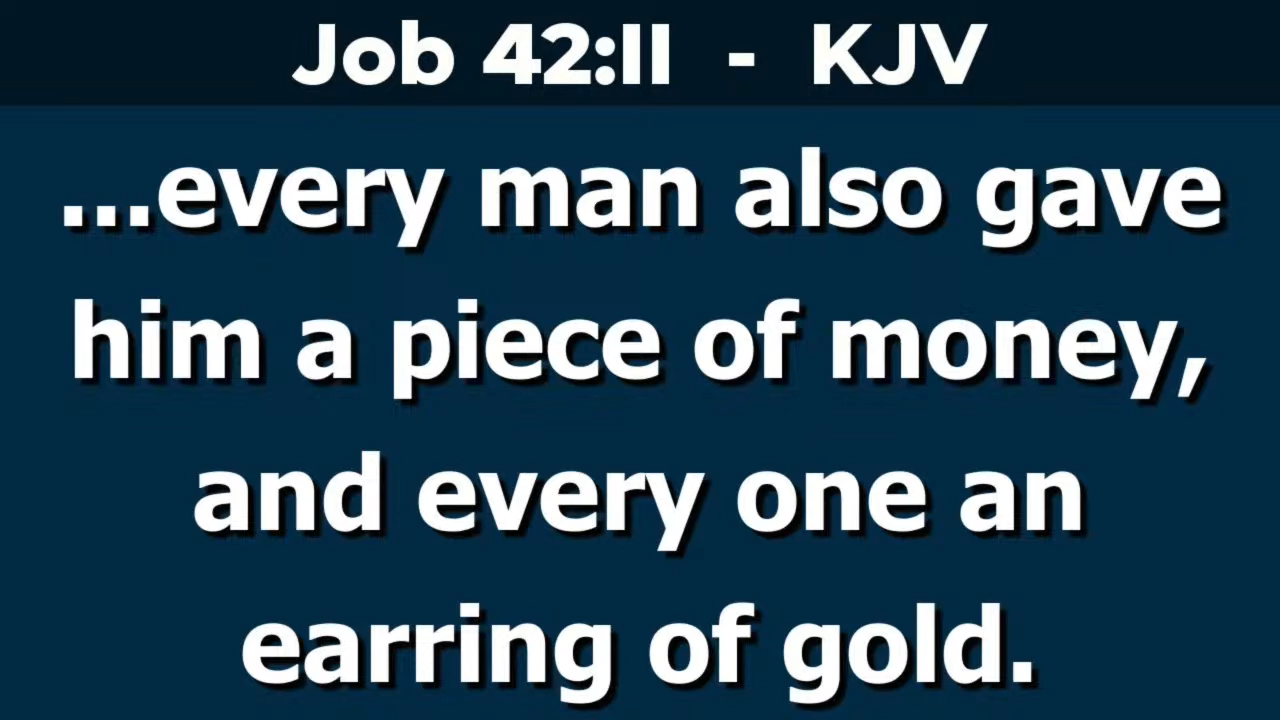 Job 42:11 - KJV
...every man also gave
him a piece of money,
and every one an
earring of gold.